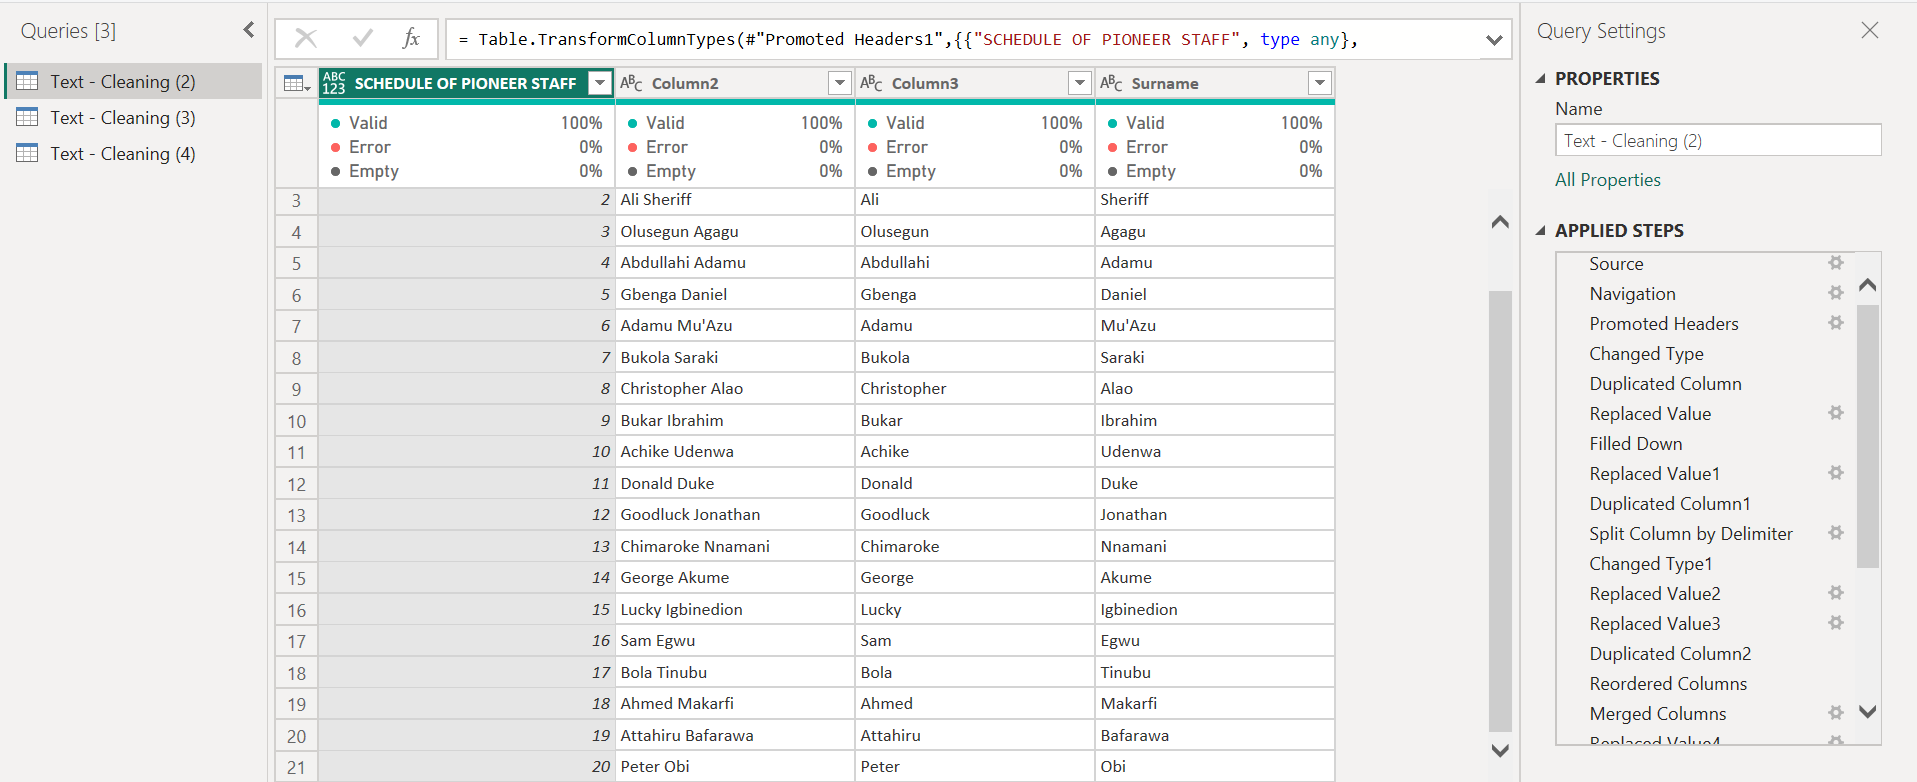 Queries [3]
Text - Cleaning (2)
Text - Cleaning (3)
Text - Cleaning (4)
fx
= Table.TransformColumnTypes(#"Promoted Headers1",{{"SCHEDULE OF PIONEER STAFF", type any},
ABC 123 SCHEDULE OF PIONEER STAFF ABC Column2 ABC Column3 ABC Surname
Valid 100% Valid 100% Valid 100% Valid 100%
Error 0% Error 0% Error 0% Error 0%
Empty 0% Empty 0% Empty 0% Empty 0%
3 2 Ali Sheriff Ali Sheriff
4 3 Olusegun Agagu Olusegun Agagu
5 4 Abdullahi Adamu Abdullahi Adamu
6 5 Gbenga Daniel Gbenga Daniel
7 6 Adamu Mu'Azu Adamu Mu'Azu
8 7 Bukola Saraki Bukola Saraki
9 8 Christopher Alao Christopher Alao
10 9 Bukar Ibrahim Bukar Ibrahim
11 10 Achike Udenwa Achike Udenwa
12 11 Donald Duke Donald Duke
13 12 Goodluck Jonathan Goodluck Jonathan
14 13 Chimaroke Nnamani Chimaroke Nnamani
15 14 George Akume George Akume
16 15 Lucky Igbinedion Lucky Igbinedion
17 16 Sam Egwu Sam Egwu
18 17 Bola Tinubu Bola Tinubu
19 18 Ahmed Makarfi Ahmed Makarfi
20 19 Attahiru Bafarawa Attahiru Bafarawa
21 20 Peter Obi Peter Obi
Query Settings
PROPERTIES
Name
Text - Cleaning (2)
All Properties
APPLIED STEPS
Source
Navigation
Promoted Headers
Changed Type
Duplicated Column
Replaced Value
Filled Down
Replaced Value1
Duplicated Column1
Split Column by Delimiter
Changed Type1
Replaced Value2
Replaced Value3
Duplicated Column2
Reordered Columns
Merged Columns
Replaced Value4